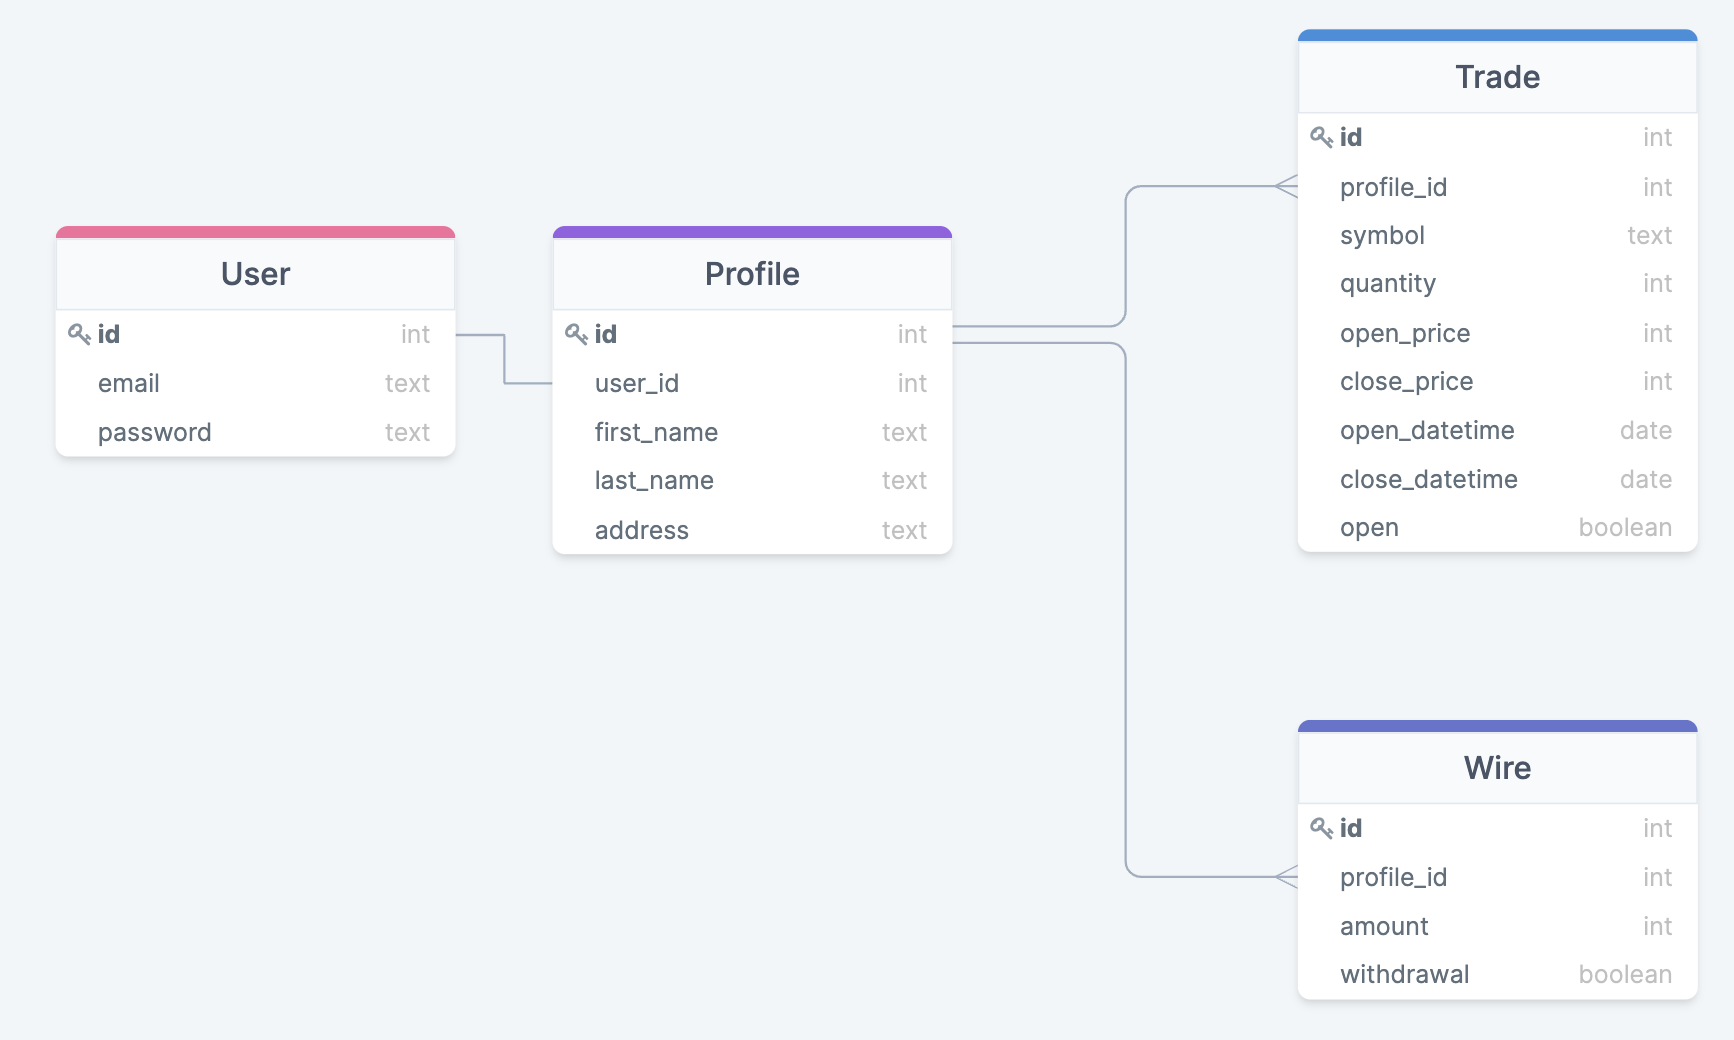 User
id int
email text
password text
Profile
id int
user_id int
first_name text
last_name text
address text
Trade
id int
profile_id int
symbol text
quantity int
open_price int
close_price int
open_datetime date
close_datetime date
open boolean
Wire
id int
profile_id int
amount int
withdrawal boolean